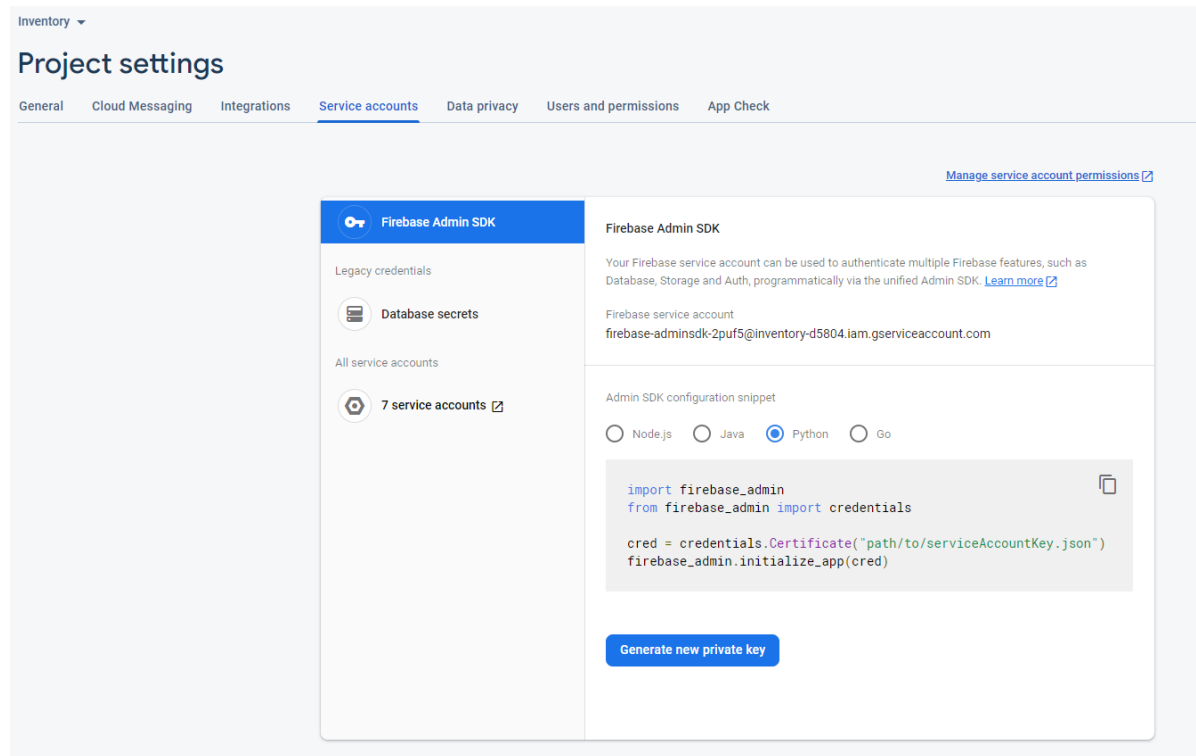 Inventory
Project settings
General Cloud Messaging Integrations Service accounts Data privacy Users and permissions App Check
Manage service account permissions
Firebase Admin SDK
Legacy credentials
Database secrets
All service accounts
7 service accounts
Firebase Admin SDK
Your Firebase service account can be used to authenticate multiple Firebase features, such as
Database, Storage and Auth, programmatically via the unified Admin SDK. Learn more
Firebase service account
firebase-adminsdk-2puf5@inventory-d5804.iam.gserviceaccount.com
Admin SDK configuration snippet
Node.js Java Python Go
import firebase_admin
from firebase_admin import credentials
cred = credentials.Certificate("path/to/serviceAccountKey.json")
firebase_admin.initialize_app(cred)
Generate new private key